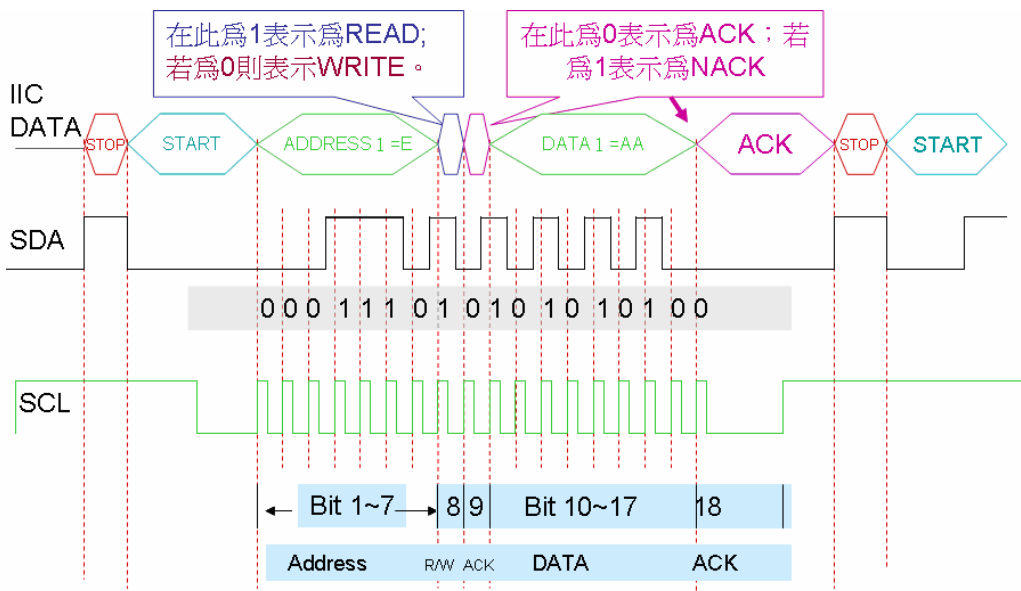 在此為1表示為READ;
若為0則表示WRITE。
在此為0表示為ACK；若
為1表示為NACK
IIC
DATA
STOP START ADDRESS 1 =E DATA 1 =AA ACK STOP START
SDA
0 0 0 1 1 1 0 1 0 1 0 1 0 1 0 1 0 0
SCL
Bit 1~7 8 9 Bit 10~17 18
Address R/W ACK DATA ACK